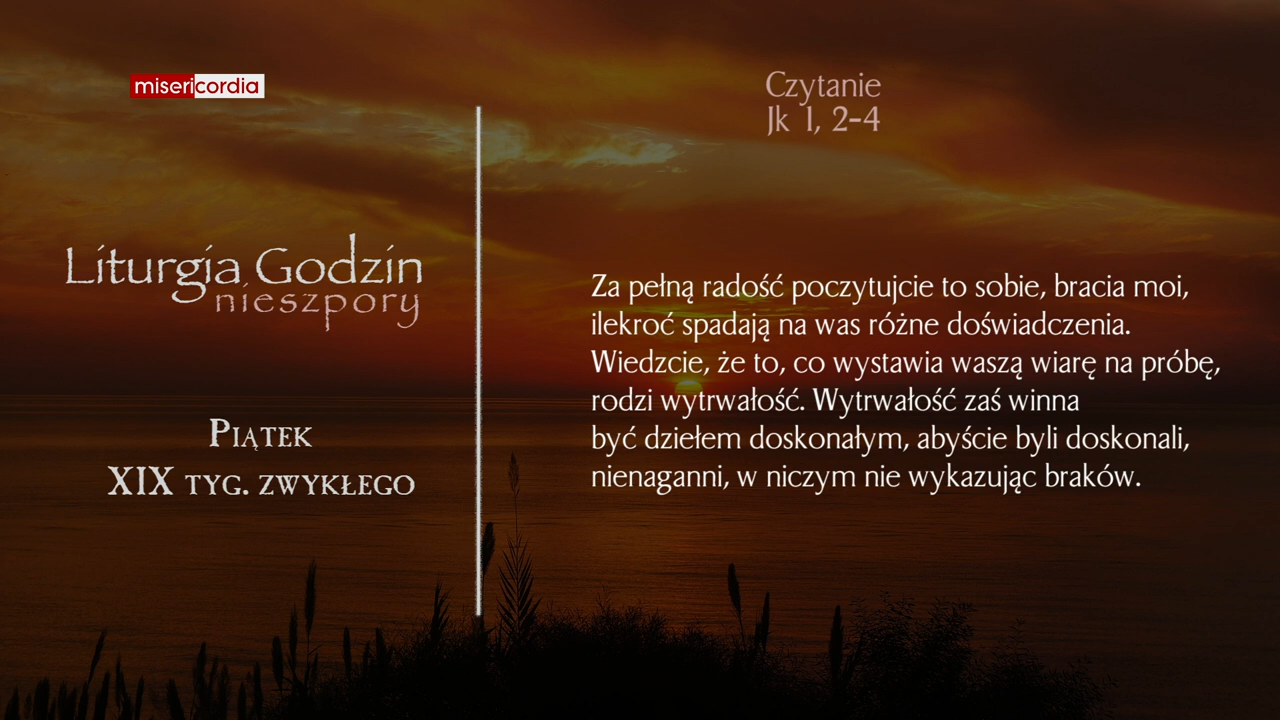 misericordia
Liturgia Godzin
nieszpory
Piątek
XIX tyg. zwykłego
Czytanie
Jk 1, 2-4
Za pełną radość poczytujcie to sobie, bracia moi,
ilekroć spadają na was różne doświadczenia.
Wiedzcie, że to, co wystawia waszą wiarę na próbę,
rodzi wytrwałość. Wytrwałość zaś winna
być dziełem doskonałym, abyście byli doskonali,
nienaganni, w niczym nie wykazując braków.